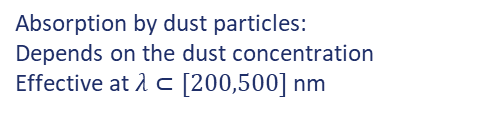 Absorption by dust particles:
Depends on the dust concentration
Effective at 𝜆 ⊂ [200,500] nm